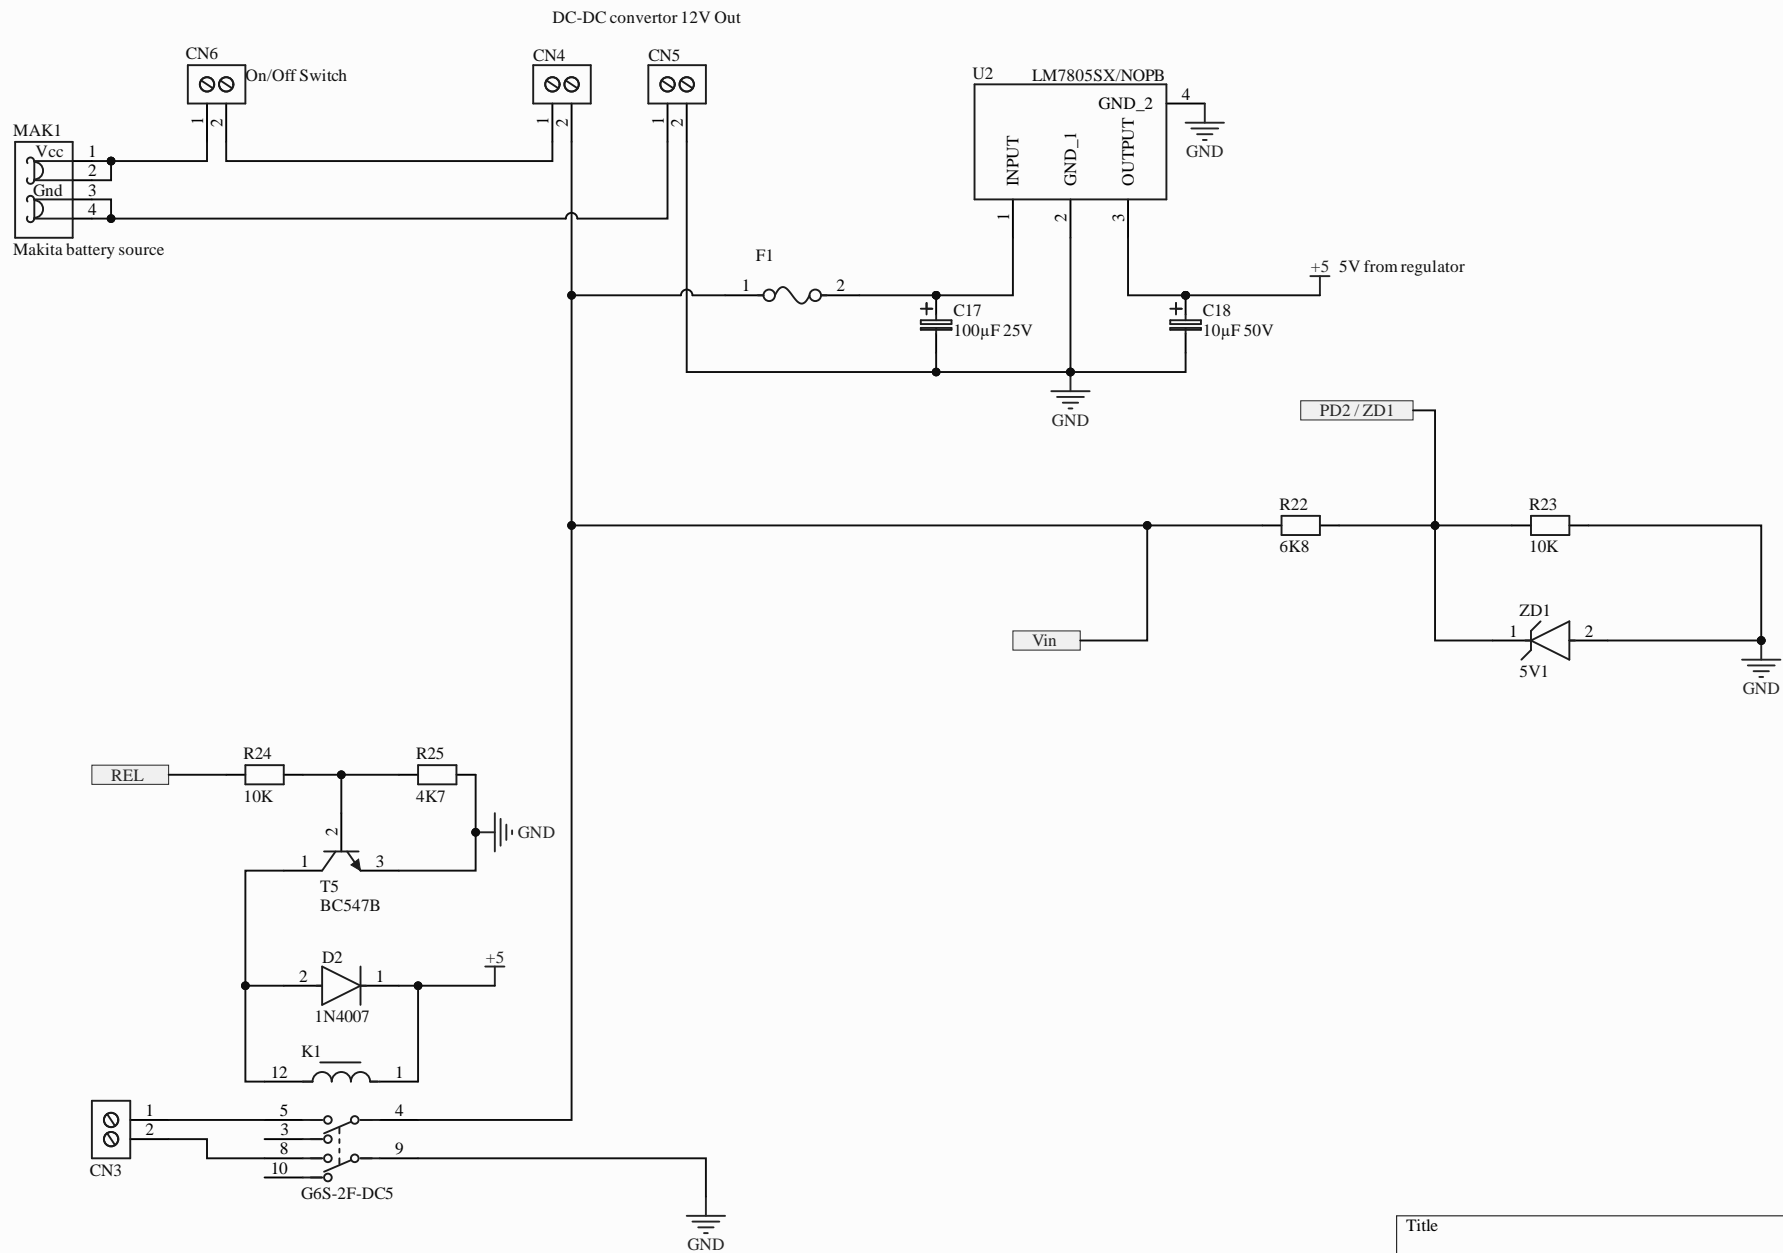 DC-DC convertor 12V Out
CN6
On/Off Switch
1
2
CN4
1
2
CN5
1
2
U2
LM7805SX/NOPB
GND_2
4
GND
INPUT
GND_1
OUTPUT
1
2
3
MAK1
Vcc
1
2
Gnd
3
4
Makita battery source
F1
1
2
+
C17
100µF 25V
+
C18
10µF 50V
+5
5V from regulator
GND
PD2 / ZD1
R22
6K8
R23
10K
Vin
ZD1
1
2
5V1
GND
REL
R24
10K
R25
4K7
GND
2
1
3
T5
BC547B
D2
2
1
1N4007
+5
K1
12
1
CN3
1
2
5
4
3
8
9
10
G6S-2F-DC5
GND
Title